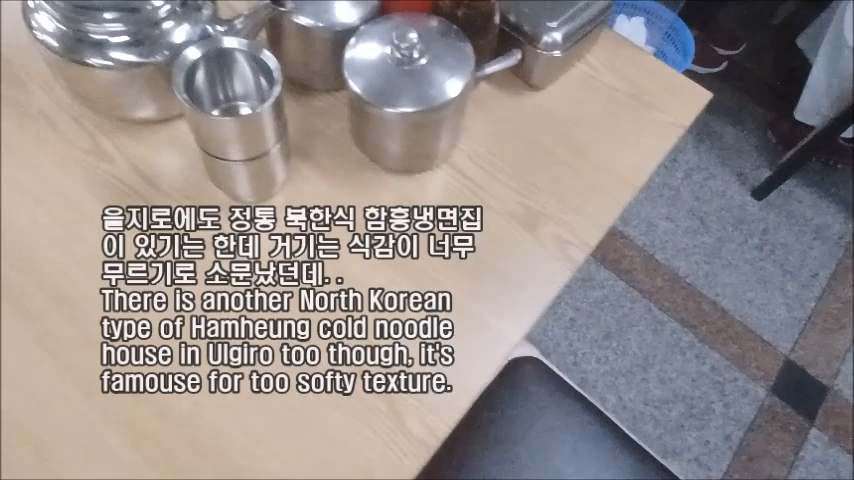 을지로에도 정통 북한식 함흥냉면집
이 있기는 한데 거기는 식감이 너무
무르기로 소문났던데. .
There is another North Korean
type of Hamheung cold noodle
house in Ulgiro too though, it's
famouse for too softy texture.